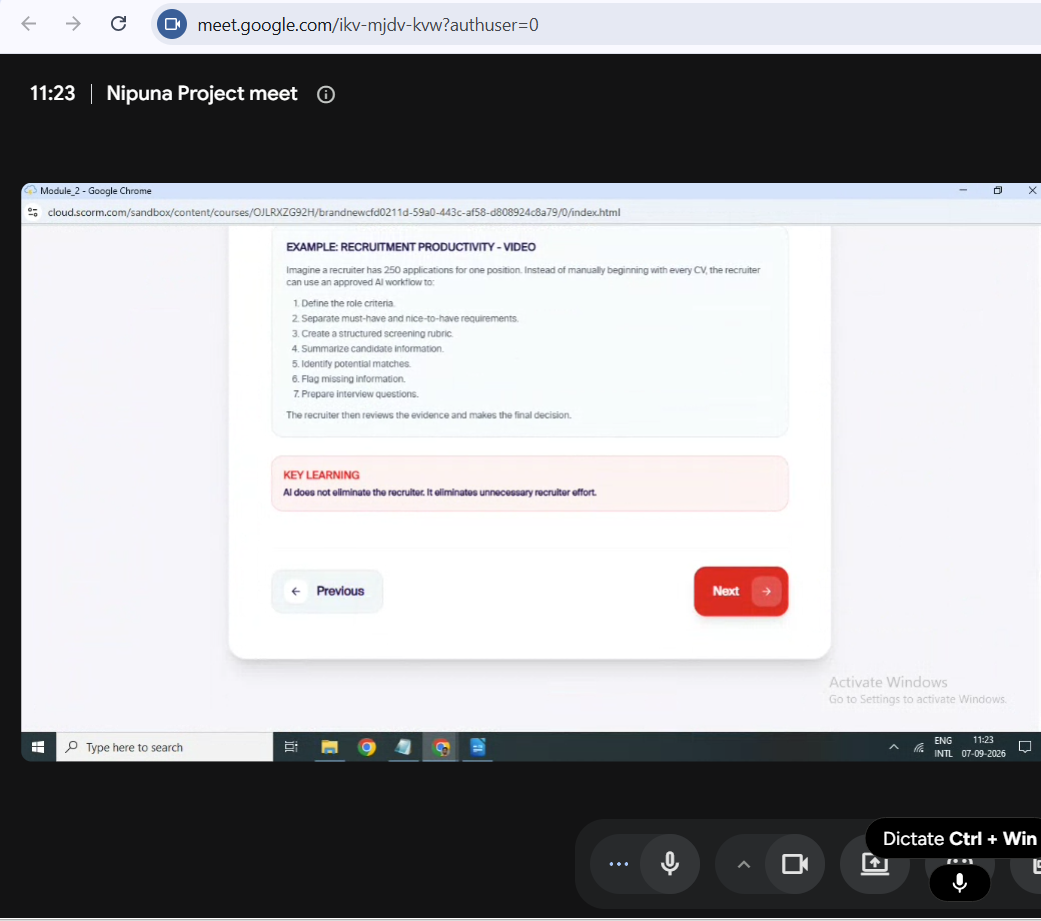 meet.google.com/ikv-mjdv-kvw?authuser=0
11:23 | Nipuna Project meet
Module_2 - Google Chrome
cloud.scorm.com/sandbox/content/courses/OJLRXZG92H/brandnewcfd0211d-59a0-443c-af58-d808924c8a79/0/index.html
EXAMPLE: RECRUITMENT PRODUCTIVITY - VIDEO
Imagine a recruiter has 250 applications for one position. Instead of manually beginning with every CV, the recruiter
can use an approved AI workflow to:
1. Define the role criteria.
2. Separate must-have and nice-to-have requirements.
3. Create a structured screening rubric.
4. Summarize candidate information.
5. Identify potential matches.
6. Flag missing information.
7. Prepare interview questions.
The recruiter then reviews the evidence and makes the final decision.
KEY LEARNING
AI does not eliminate the recruiter. It eliminates unnecessary recruiter effort.
Previous
Next
Activate Windows
Go to Settings to activate Windows.
Type here to search
ENG
INTL
11:23
07-09-2026
Dictate Ctrl + Win